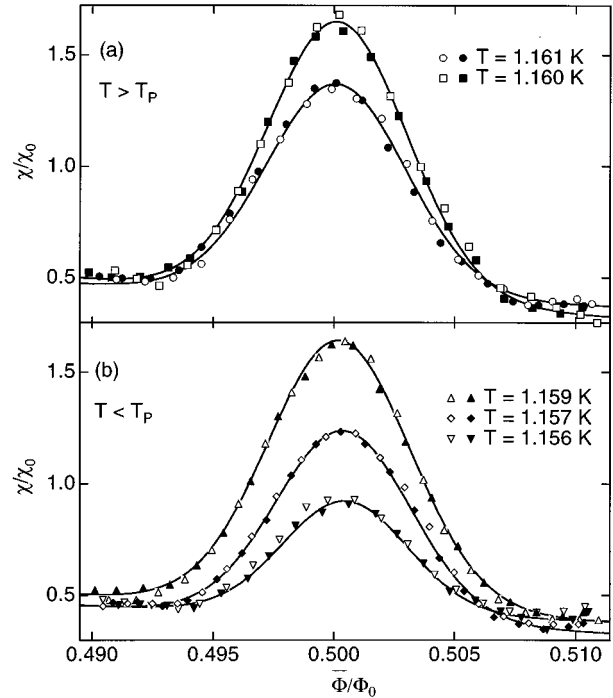 (a)
T > T_P
T = 1.161 K
T = 1.160 K
1.5
1.0
0.5
χ/χ₀
(b)
T < T_P
T = 1.159 K
T = 1.157 K
T = 1.156 K
1.5
1.0
0.5
χ/χ₀
0.490 0.495 0.500 0.505 0.510
Φ̅/Φ₀